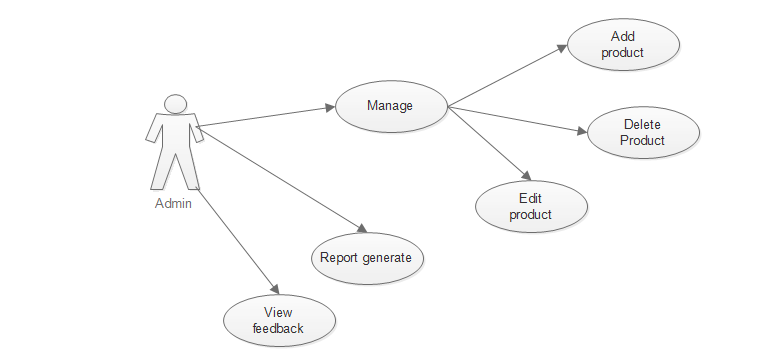 Add
product
Manage
Delete
Product
Admin
Edit
product
Report generate
View
feedback